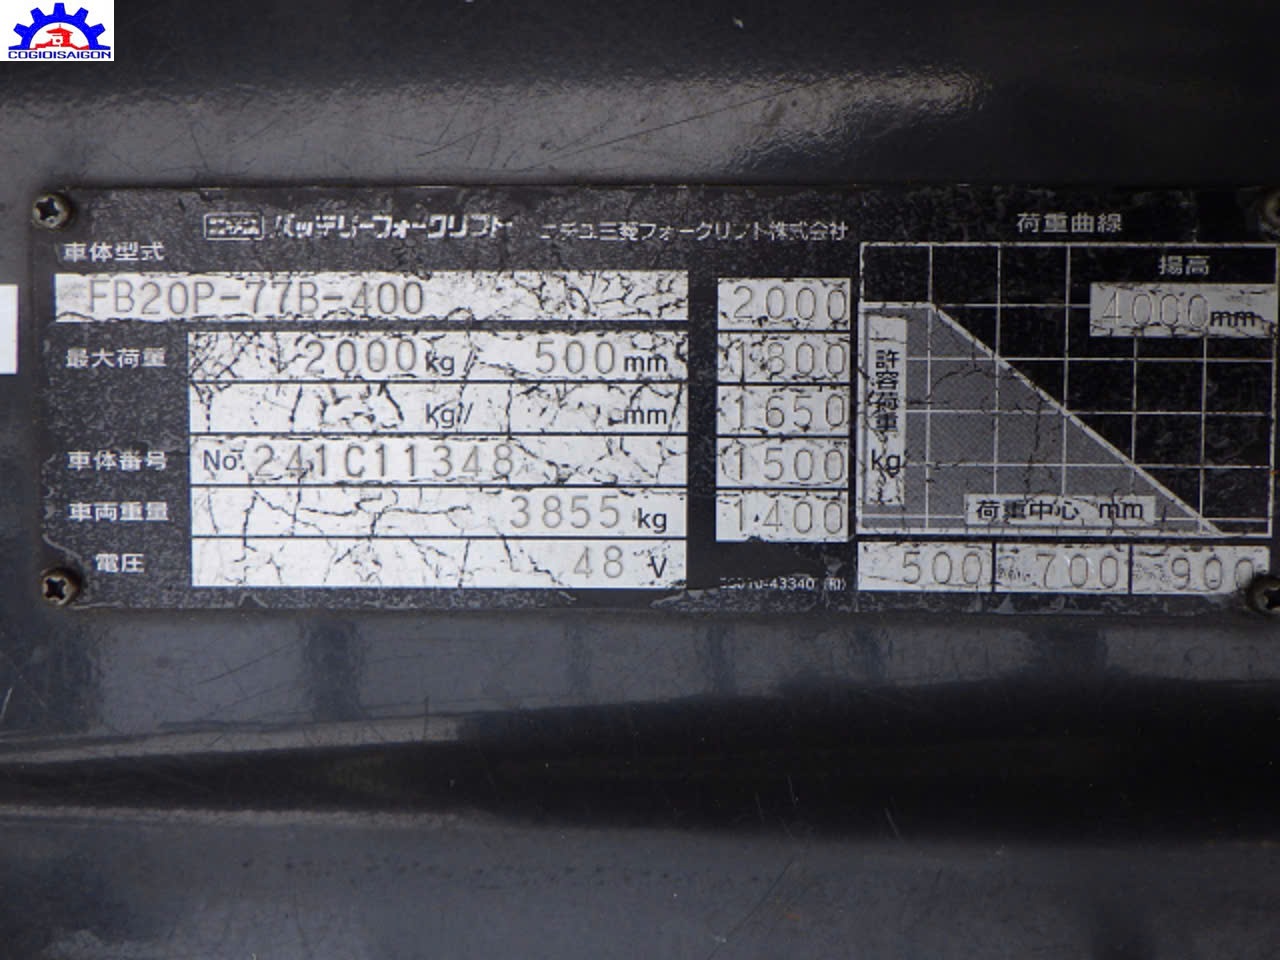 COGIOISAIGON
ニチユ バッテリーフォークリフト ニチユ三菱フォークリフト株式会社
車体型式
FB20P-77B-400
最大荷重 2000kg/ 500mm
kg/ mm
車体番号 No. 241C11348
車両重量 3855 kg
電圧 48 V
2000
1800
1650
1500
1400
荷重曲線
揚高
4000mm
許容荷重
kg
荷重中心 mm
500 700 900